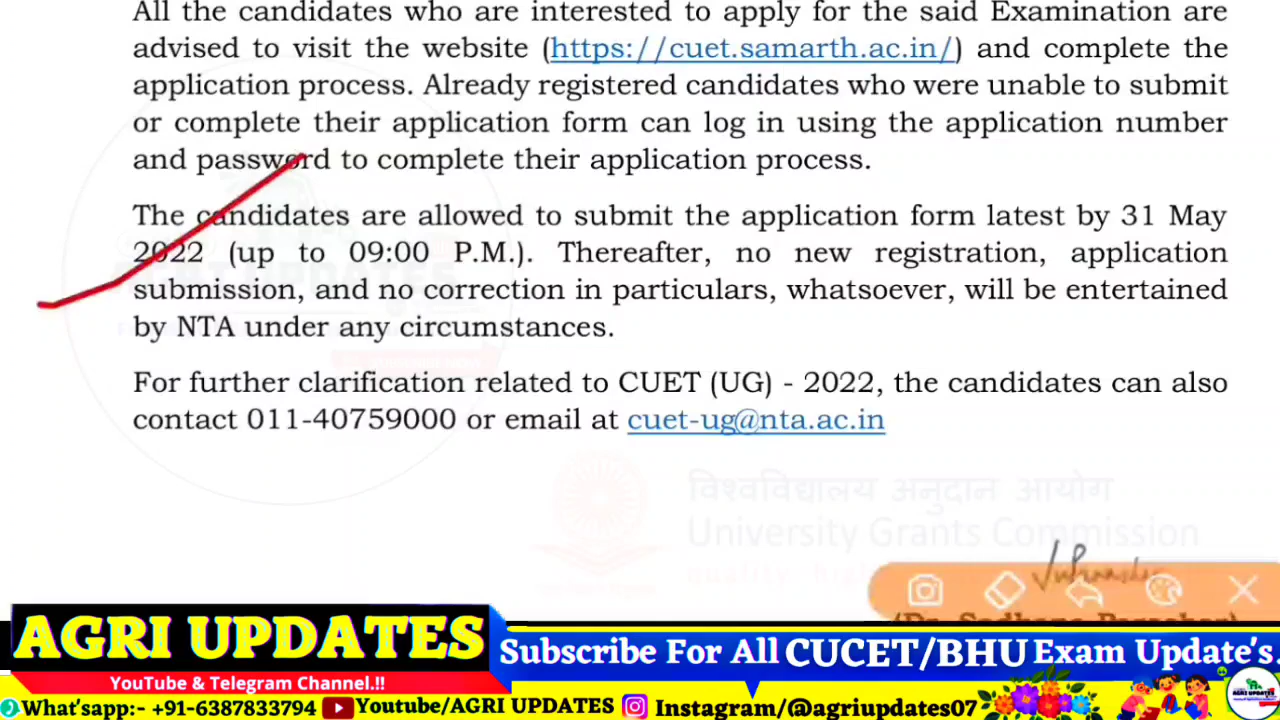 All the candidates who are interested to apply for the said Examination are
advised to visit the website (https://cuet.samarth.ac.in/) and complete the
application process. Already registered candidates who were unable to submit
or complete their application form can log in using the application number
and password to complete their application process.
The candidates are allowed to submit the application form latest by 31 May
2022 (up to 09:00 P.M.). Thereafter, no new registration, application
submission, and no correction in particulars, whatsoever, will be entertained
by NTA under any circumstances.
For further clarification related to CUET (UG) - 2022, the candidates can also
contact 011-40759000 or email at cuet-ug@nta.ac.in
विश्वविद्यालय अनुदान आयोग
University Grants Commission
AGRI UPDATES
Subscribe For All CUCET/BHU Exam Update's.
YouTube & Telegram Channel.!!
What'sapp:- +91-6387833794 Youtube/AGRI UPDATES Instagram/@agriupdates07